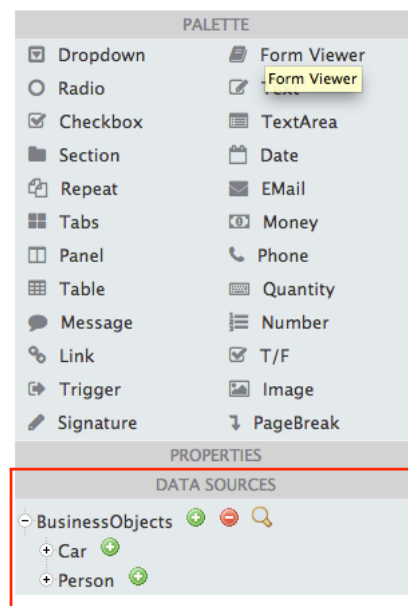 PALETTE
Dropdown Form Viewer
Radio Text
Form Viewer
Checkbox TextArea
Section Date
Repeat EMail
Tabs Money
Panel Phone
Table Quantity
Message Number
Link T/F
Trigger Image
Signature PageBreak
PROPERTIES
DATA SOURCES
BusinessObjects
Car
Person